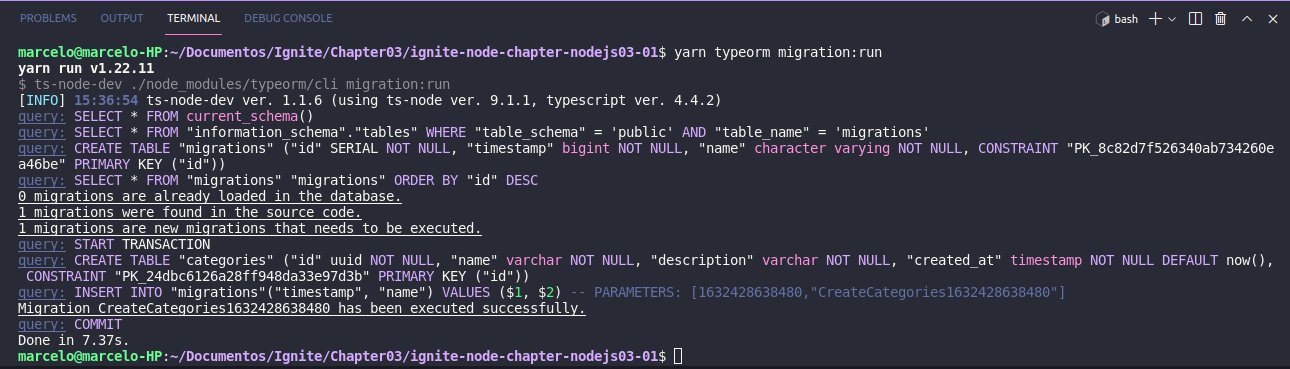 PROBLEMS OUTPUT TERMINAL DEBUG CONSOLE bash
marcelo@marcelo-HP:~/Documentos/Ignite/Chapter03/ignite-node-chapter-nodejs03-01$ yarn typeorm migration:run
yarn run v1.22.11
$ ts-node-dev ./node_modules/typeorm/cli migration:run
[INFO] 15:36:54 ts-node-dev ver. 1.1.6 (using ts-node ver. 9.1.1, typescript ver. 4.4.2)
query: SELECT * FROM current_schema()
query: SELECT * FROM "information_schema"."tables" WHERE "table_schema" = 'public' AND "table_name" = 'migrations'
query: CREATE TABLE "migrations" ("id" SERIAL NOT NULL, "timestamp" bigint NOT NULL, "name" character varying NOT NULL, CONSTRAINT "PK_8c82d7f526340ab734260e
a46be" PRIMARY KEY ("id"))
query: SELECT * FROM "migrations" "migrations" ORDER BY "id" DESC
0 migrations are already loaded in the database.
1 migrations were found in the source code.
1 migrations are new migrations that needs to be executed.
query: START TRANSACTION
query: CREATE TABLE "categories" ("id" uuid NOT NULL, "name" varchar NOT NULL, "description" varchar NOT NULL, "created_at" timestamp NOT NULL DEFAULT now(),
CONSTRAINT "PK_24dbc6126a28ff948da33e97d3b" PRIMARY KEY ("id"))
query: INSERT INTO "migrations"("timestamp", "name") VALUES ($1, $2) -- PARAMETERS: [1632428638480,"CreateCategories1632428638480"]
Migration CreateCategories1632428638480 has been executed successfully.
query: COMMIT
Done in 7.37s.
marcelo@marcelo-HP:~/Documentos/Ignite/Chapter03/ignite-node-chapter-nodejs03-01$